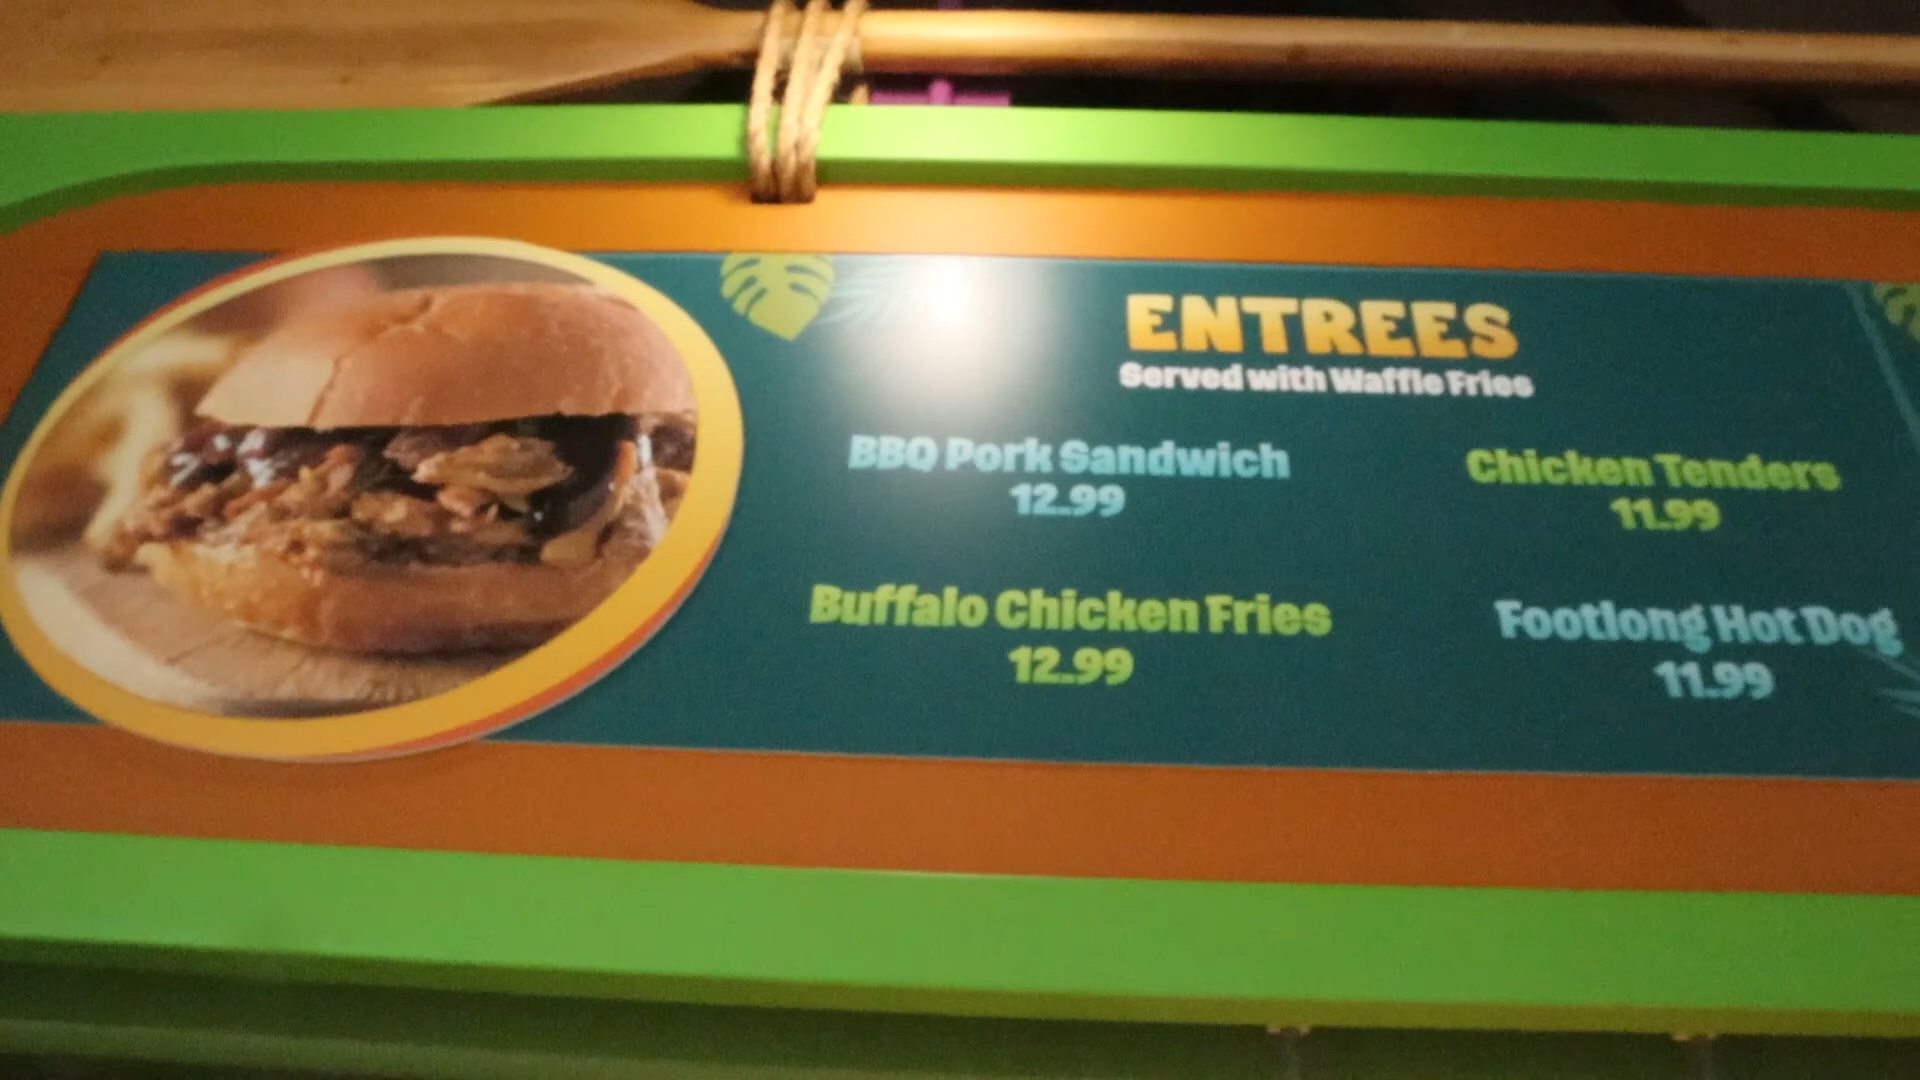 ENTREES
Served with Waffle Fries
BBQ Pork Sandwich
12.99
Chicken Tenders
11.99
Buffalo Chicken Fries
12.99
Footlong Hot Dog
11.99